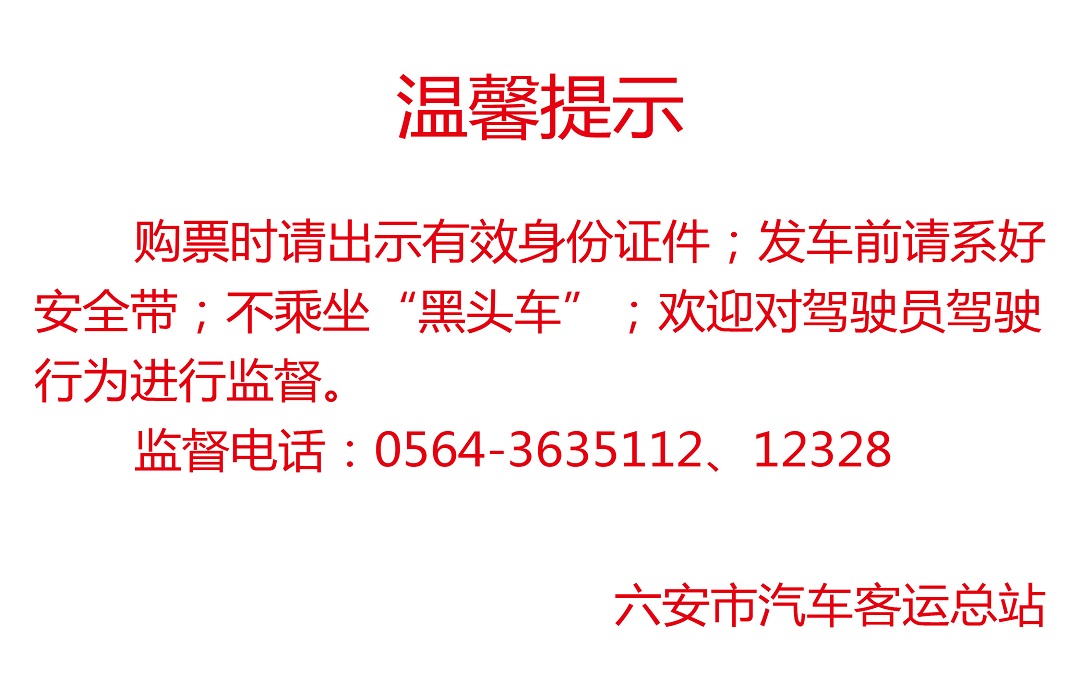 温馨提示
购票时请出示有效身份证件；发车前请系好
安全带；不乘坐“黑头车”；欢迎对驾驶员驾驶
行为进行监督。
监督电话：0564-3635112、12328
六安市汽车客运总站